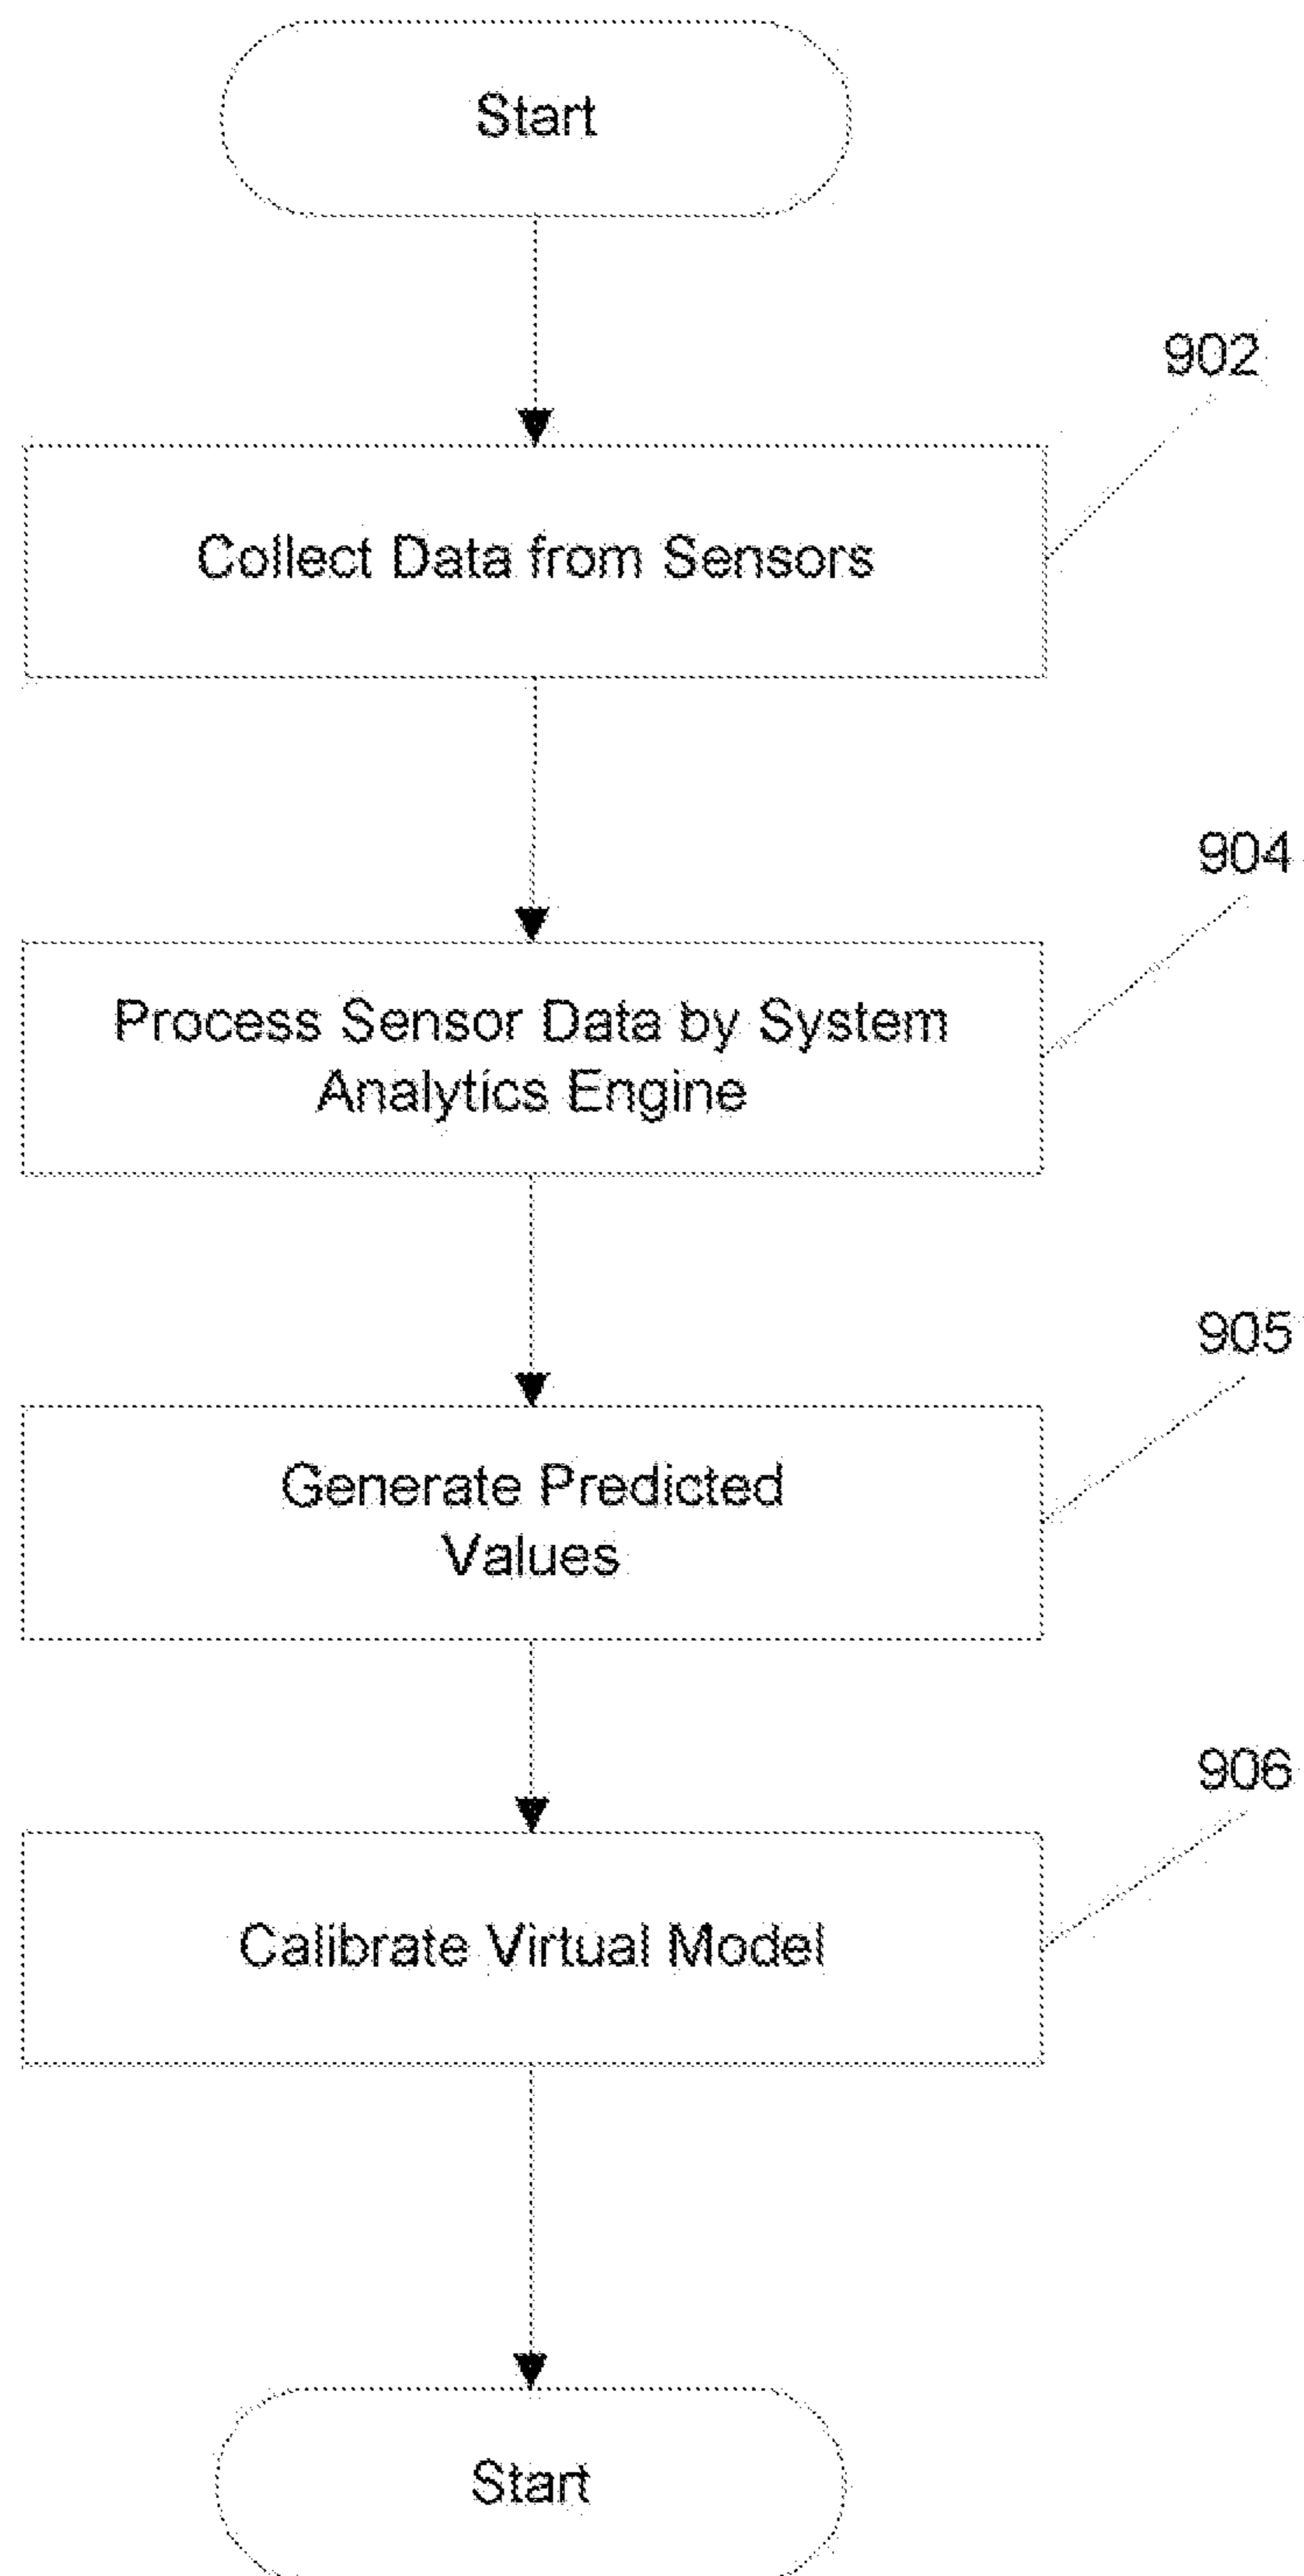 Start
902
Collect Data from Sensors
904
Process Sensor Data by System
Analytics Engine
905
Generate Predicted
Values
906
Calibrate Virtual Model
Start